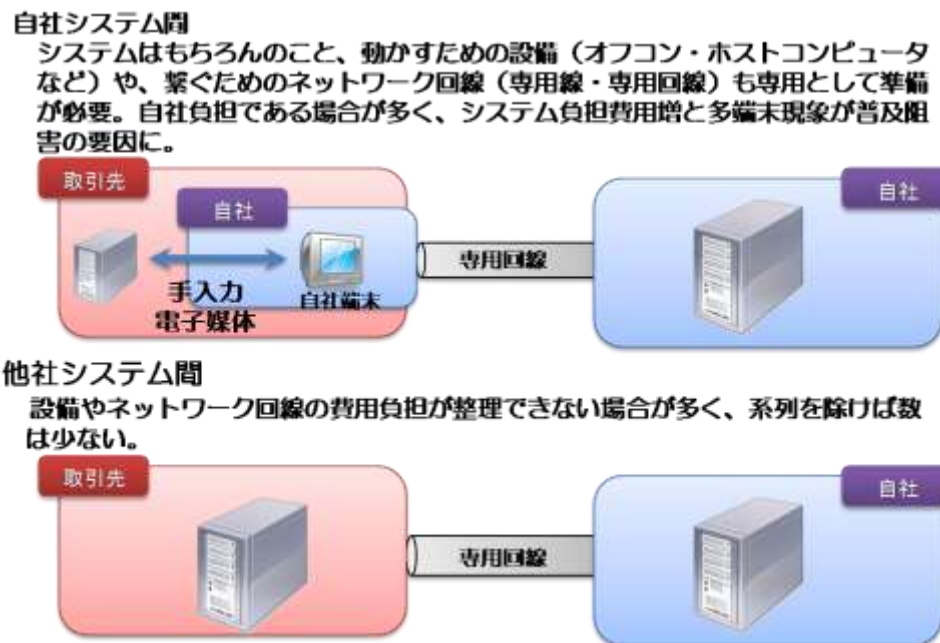 自社システム間
システムはもちろんのこと、動かすための設備（オフコン・ホストコンピュータ
など）や、繋ぐためのネットワーク回線（専用線・専用回線）も専用として準備
が必要。自社負担である場合が多く、システム負担費用増と多端末現象が普及阻
害の要因に。
取引先
自社
自社
専用回線
手入力
電子媒体
自社端末
他社システム間
設備やネットワーク回線の費用負担が整理できない場合が多く、系列を除けば数
は少ない。
取引先
自社
専用回線